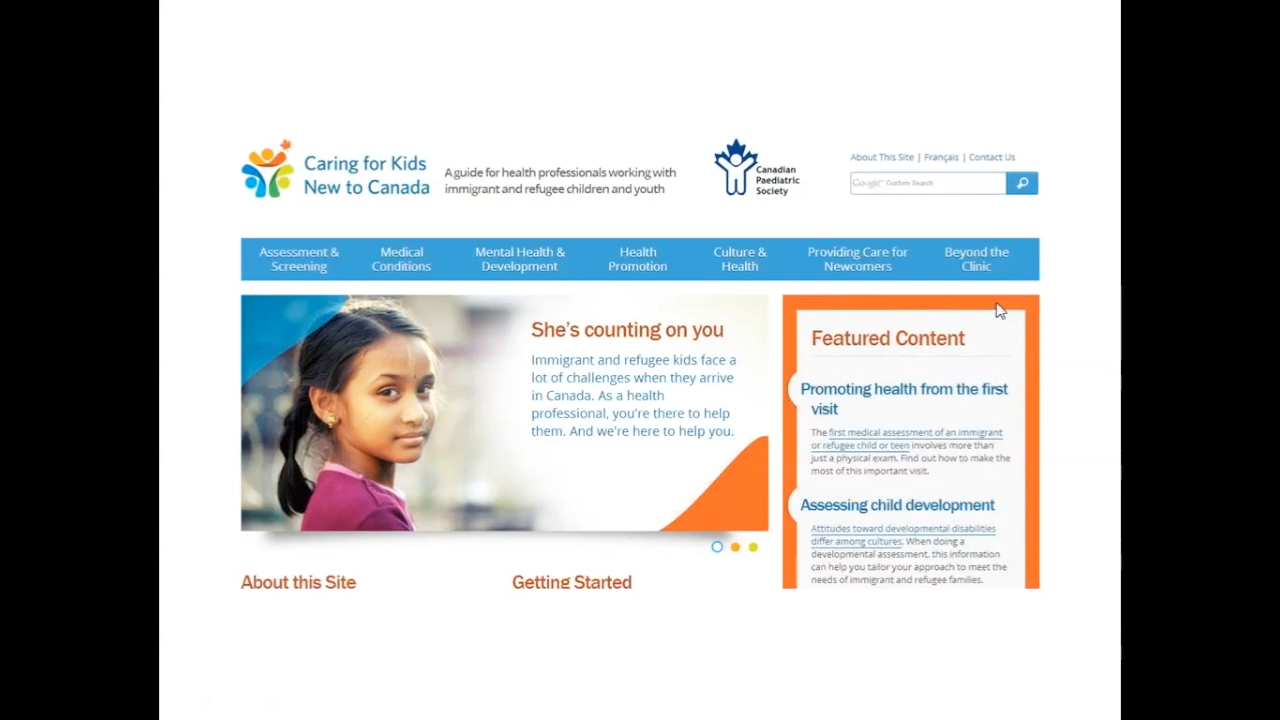 Caring for Kids
New to Canada
A guide for health professionals working with
immigrant and refugee children and youth
Canadian
Paediatric
Society
About This Site | Français | Contact Us
Google™ Custom Search
Assessment &
Screening
Medical
Conditions
Mental Health &
Development
Health
Promotion
Culture &
Health
Providing Care for
Newcomers
Beyond the
Clinic
She's counting on you
Immigrant and refugee kids face a
lot of challenges when they arrive
in Canada. As a health
professional, you're there to help
them. And we're here to help you.
Featured Content
Promoting health from the first
visit
The first medical assessment of an immigrant
or refugee child or teen involves more than
just a physical exam. Find out how to make the
most of this important visit.
Assessing child development
Attitudes toward developmental disabilities
differ among cultures. When doing a
developmental assessment, this information
can help you tailor your approach to meet the
needs of immigrant and refugee families.
About this Site
Getting Started